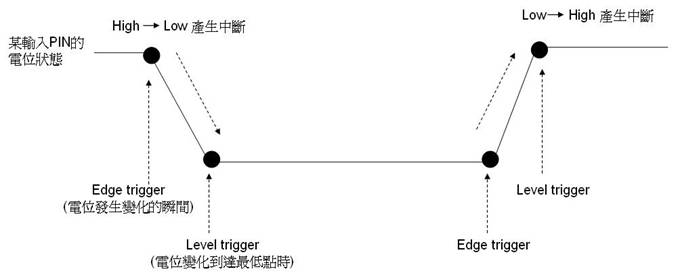 High → Low 產生中斷
Low → High 產生中斷
某輸入PIN的
電位狀態
Edge trigger
(電位發生變化的瞬間)
Level trigger
(電位變化到達最低點時)
Edge trigger
Level trigger